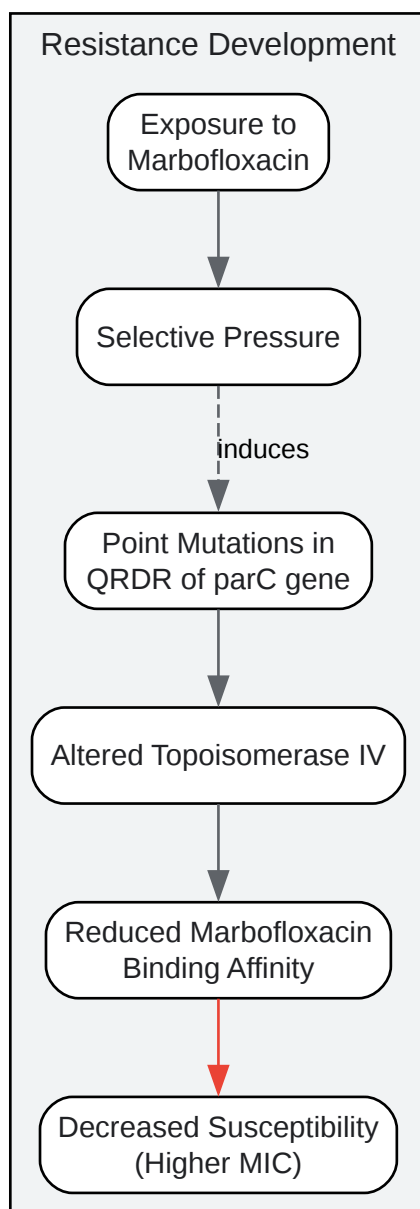 Resistance Development
Exposure to
Marbofloxacin
Selective Pressure
induces
Point Mutations in
QRDR of parC gene
Altered Topoisomerase IV
Reduced Marbofloxacin
Binding Affinity
Decreased Susceptibility
(Higher MIC)